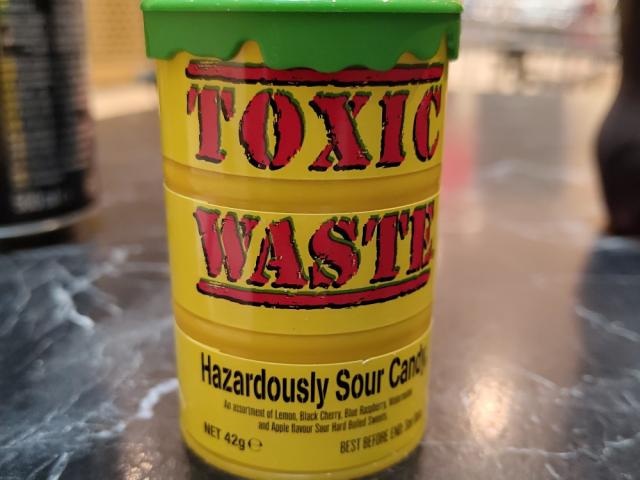 TOXIC
WASTE
Hazardously Sour Candy
An assortment of Lemon, Black Cherry, Blue Raspberry, Watermelon
and Apple flavour Sour Hard Boiled Sweets.
NET 42g ℮
BEST BEFORE END: See